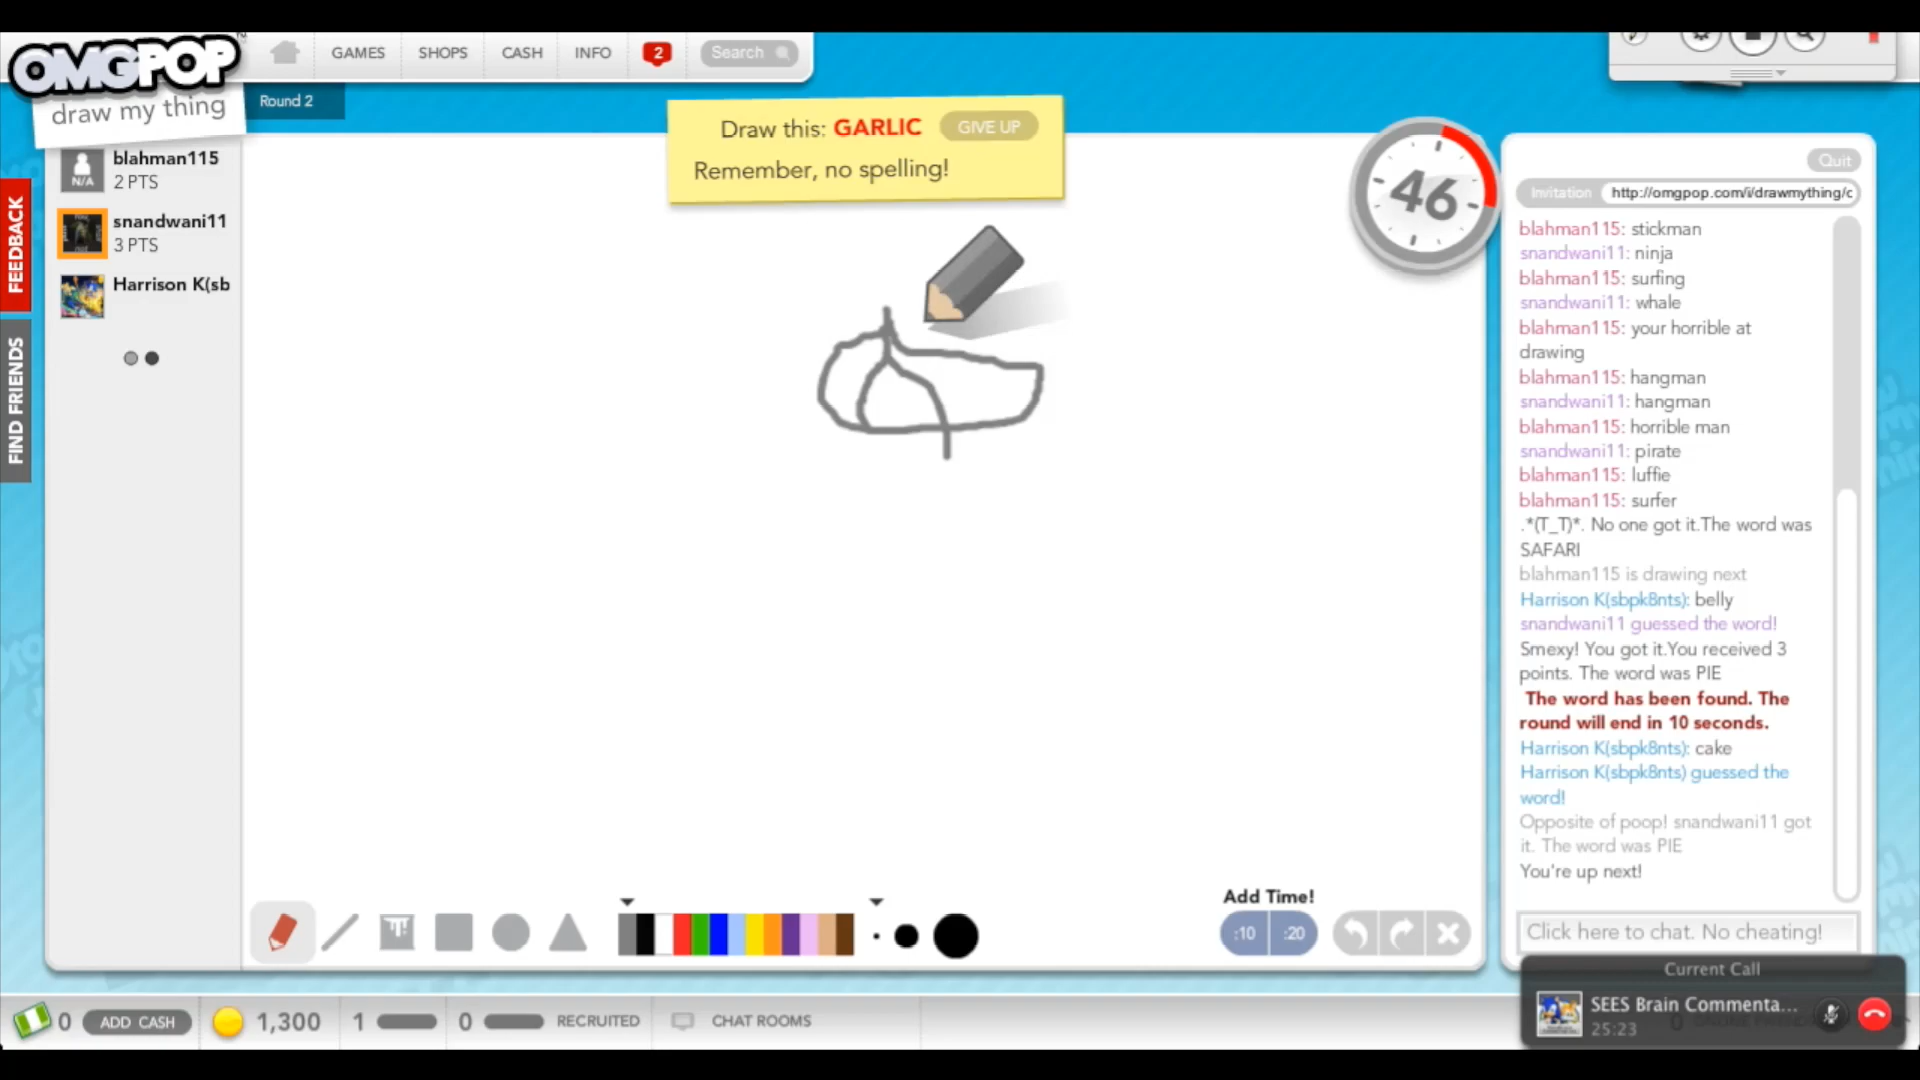 OMGPOP
draw my thing
GAMES
SHOPS
CASH
INFO
2
Search
Round 2
Draw this: GARLIC
GIVE UP
Remember, no spelling!
46
FEEDBACK
FIND FRIENDS
N/A
blahman115
2 PTS
snandwani11
3 PTS
Harrison K(sb
Quit
Invitation
http://omgpop.com/i/drawmything/c
blahman115: stickman
snandwani11: ninja
blahman115: surfing
snandwani11: whale
blahman115: your horrible at
drawing
blahman115: hangman
snandwani11: hangman
blahman115: horrible man
snandwani11: pirate
blahman115: luffie
blahman115: surfer
.*(T_T)*. No one got it.The word was
SAFARI
blahman115 is drawing next
Harrison K(sbpk8nts): belly
snandwani11 guessed the word!
Smexy! You got it.You received 3
points. The word was PIE
The word has been found. The
round will end in 10 seconds.
Harrison K(sbpk8nts): cake
Harrison K(sbpk8nts) guessed the
word!
Opposite of poop! snandwani11 got
it. The word was PIE
You're up next!
Click here to chat. No cheating!
Add Time!
:10
:20
Current Call
SEES Brain Commenta...
25:23
0
ADD CASH
1,300
1
0
RECRUITED
CHAT ROOMS